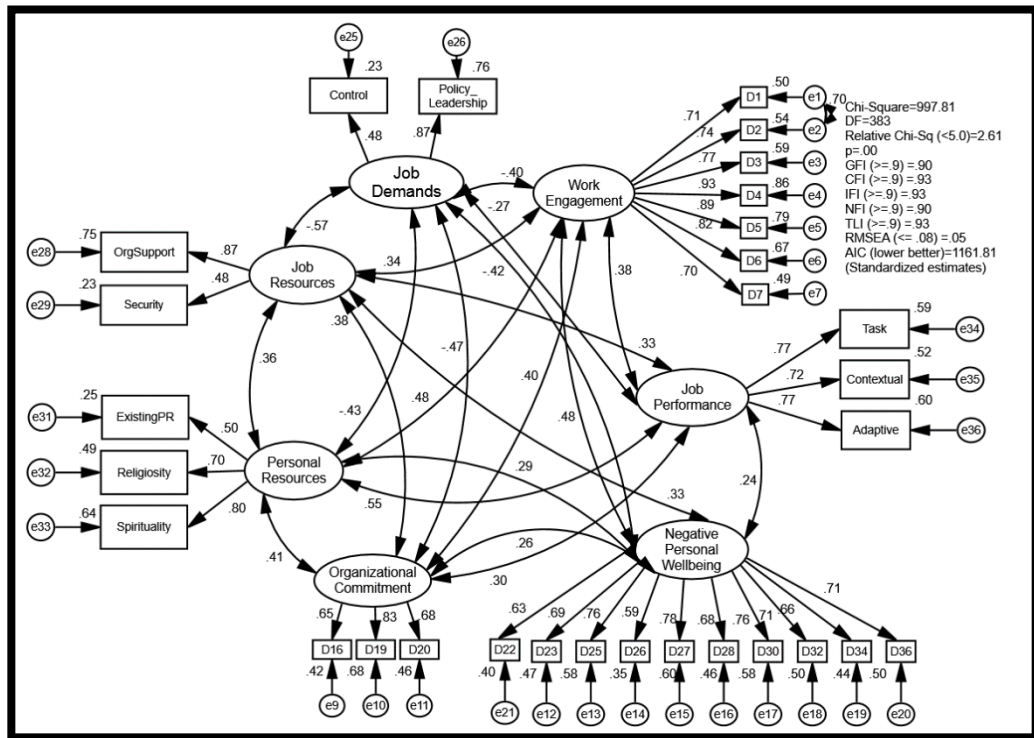 e25
e26
.23
.76
Control
Policy_
Leadership
.48
.87
Job
Demands
-.40
-.27
-.57
Work
Engagement
.71
.74
.77
.93
.89
.82
.70
.50
D1
e1
.70
.54
D2
e2
.59
D3
e3
.86
D4
e4
.79
D5
e5
.67
D6
e6
.49
D7
e7
Chi-Square=997.81
DF=383
Relative Chi-Sq (<5.0)=2.61
p=.00
GFI (>=.9) =.90
CFI (>=.9) =.93
IFI (>=.9) =.93
NFI (>=.9) =.90
TLI (>=.9) =.93
RMSEA (<= .08) =.05
AIC (lower better)=1161.81
(Standardized estimates)
e28
.75
OrgSupport
.87
e29
.23
Security
.48
Job
Resources
.34
-.42
.38
.38
-.47
.33
.36
.40
-.43
.48
.48
.59
Task
e34
.77
.52
Contextual
e35
.72
.60
Adaptive
e36
.77
Job
Performance
.25
e31
ExistingPR
.50
.49
e32
Religiosity
.70
.64
e33
Spirituality
.80
Personal
Resources
.29
.55
.33
.24
.41
.26
.30
Organizational
Commitment
Negative
Personal
Wellbeing
.65
.83
.68
D16
D19
D20
.42
.68
.46
e9
e10
e11
.63
.69
.76
.59
.78
.68
.76
.71
.66
.71
D22
D23
D25
D26
D27
D28
D30
D32
D34
D36
.40
.47
.58
.35
.60
.46
.58
.50
.44
.50
e21
e12
e13
e14
e15
e16
e17
e18
e19
e20